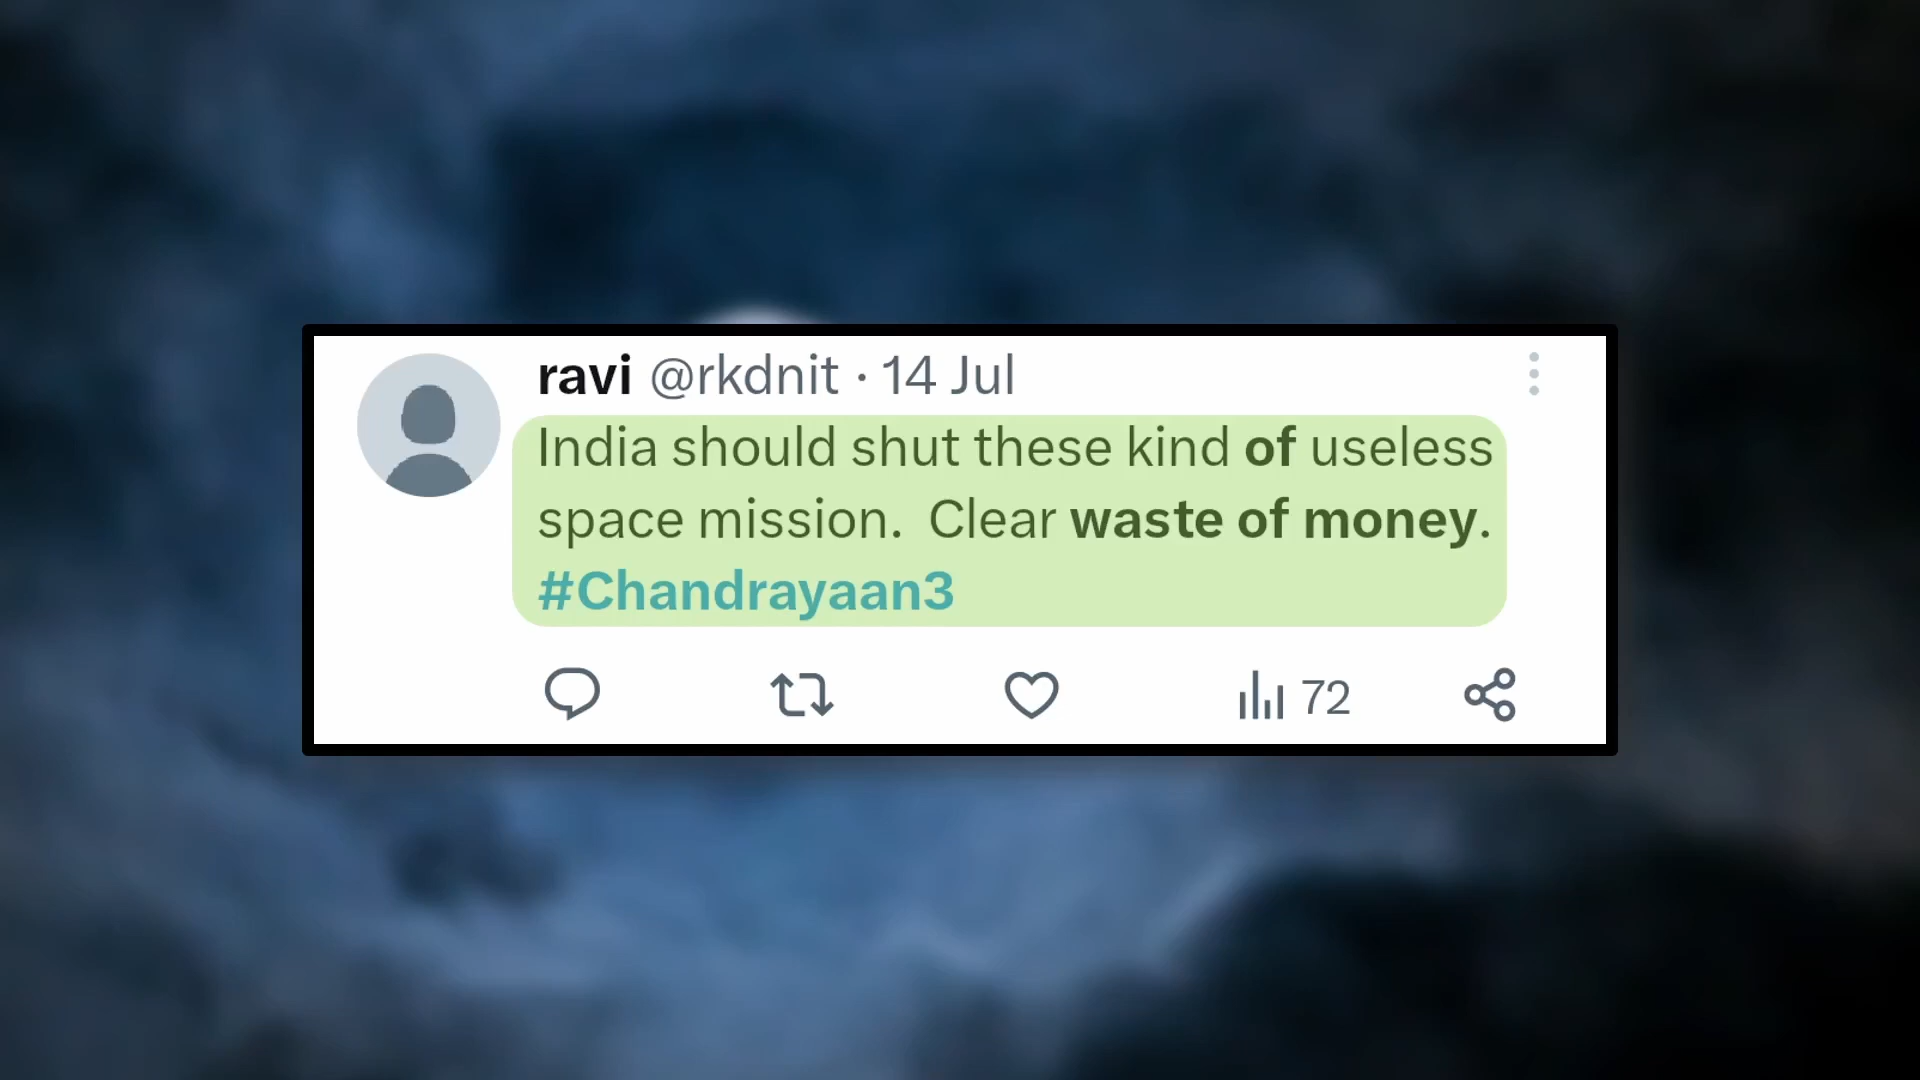 ravi @rkdnit · 14 Jul
India should shut these kind of useless
space mission.  Clear waste of money.
#Chandrayaan3
72